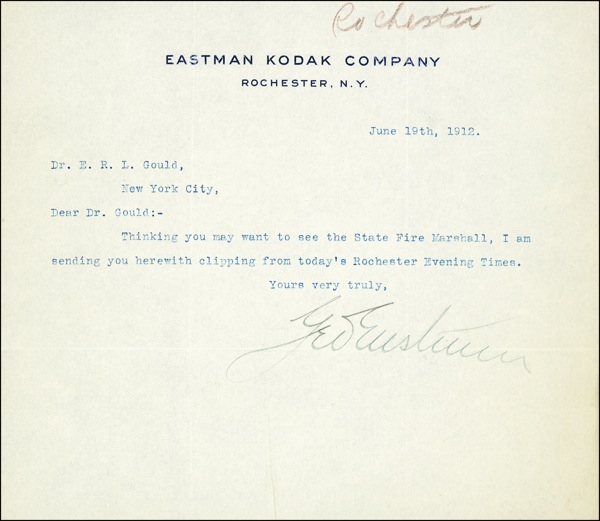 Rochester
EASTMAN KODAK COMPANY
ROCHESTER, N.Y.
June 19th, 1912.
Dr. E. R. L. Gould,
New York City,
Dear Dr. Gould:-
Thinking you may want to see the State Fire Marshall, I am
sending you herewith clipping from today's Rochester Evening Times.
Yours very truly,
Geo Eastman